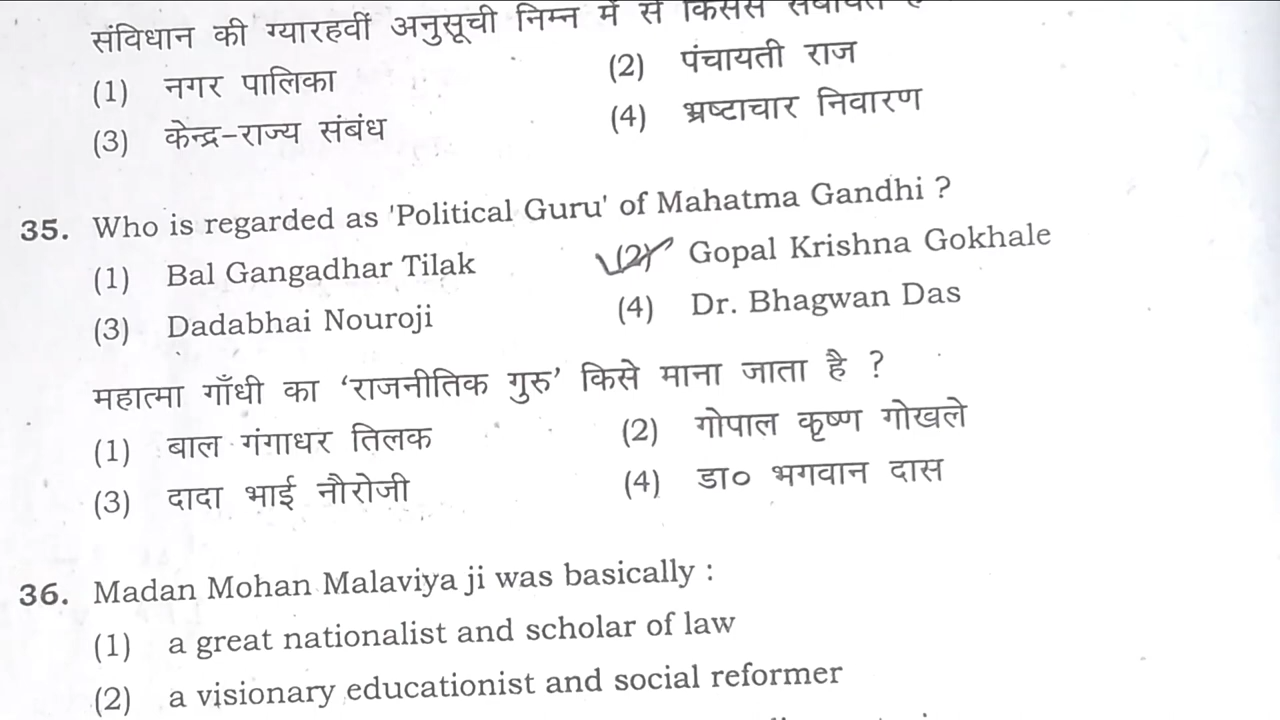 संविधान की ग्यारहवीं अनुसूची निम्न में से किससे
(1) नगर पालिका (2) पंचायती राज
(3) केन्द्र-राज्य संबंध (4) भ्रष्टाचार निवारण
35. Who is regarded as 'Political Guru' of Mahatma Gandhi ?
(1) Bal Gangadhar Tilak (2) Gopal Krishna Gokhale
(3) Dadabhai Nouroji (4) Dr. Bhagwan Das
महात्मा गाँधी का ‘राजनीतिक गुरु’ किसे माना जाता है ?
(1) बाल गंगाधर तिलक (2) गोपाल कृष्ण गोखले
(3) दादा भाई नौरोजी (4) डा० भगवान दास
36. Madan Mohan Malaviya ji was basically :
(1) a great nationalist and scholar of law
(2) a visionary educationist and social reformer